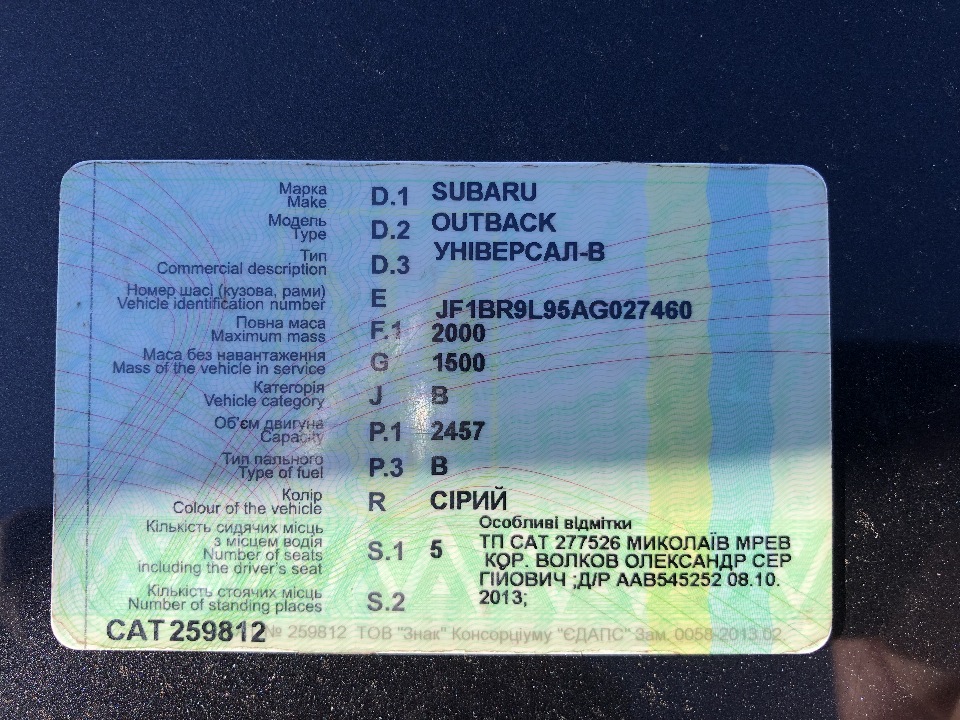 Марка D.1 SUBARU
Make
Модель D.2 OUTBACK
Type
Тип D.3 УНІВЕРСАЛ-В
Commercial description
Номер шасі (кузова, рами) E
Vehicle identification number JF1BR9L95AG027460
Повна маса F.1 2000
Maximum mass
Маса без навантаження G 1500
Mass of the vehicle in service
Категорія J B
Vehicle category
Об'єм двигуна P.1 2457
Capacity
Тип пального P.3 B
Type of fuel
Колір R СІРИЙ
Colour of the vehicle
Кількість сидячих місць
з місцем водія S.1 5
Number of seats
including the driver's seat
Особливі відмітки
ТП САТ 277526 МИКОЛАЇВ МРЕВ
КОР. ВОЛКОВ ОЛЕКСАНДР СЕР
ГІЙОВИЧ ;Д/Р ААВ545252 08.10.
2013;
Кількість стоячих місць S.2
Number of standing places
САТ 259812 № 259812 ТОВ "Знак" Консорціуму "ЄДАПС" Зам. 0058-2013.02